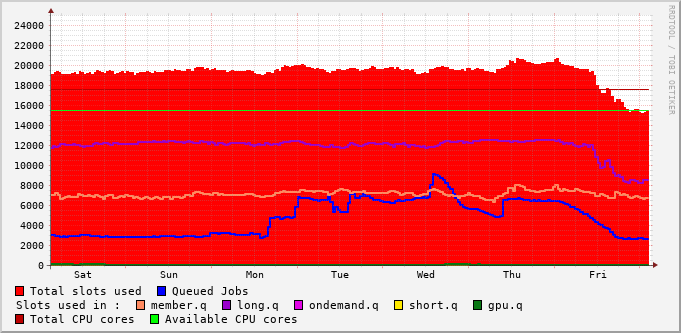 RRDTOOL / TOBI OETIKER
24000
22000
20000
18000
16000
14000
12000
10000
8000
6000
4000
2000
0
Sat Sun Mon Tue Wed Thu Fri
Total slots used Queued Jobs
Slots used in : member.q long.q ondemand.q short.q gpu.q
Total CPU cores Available CPU cores